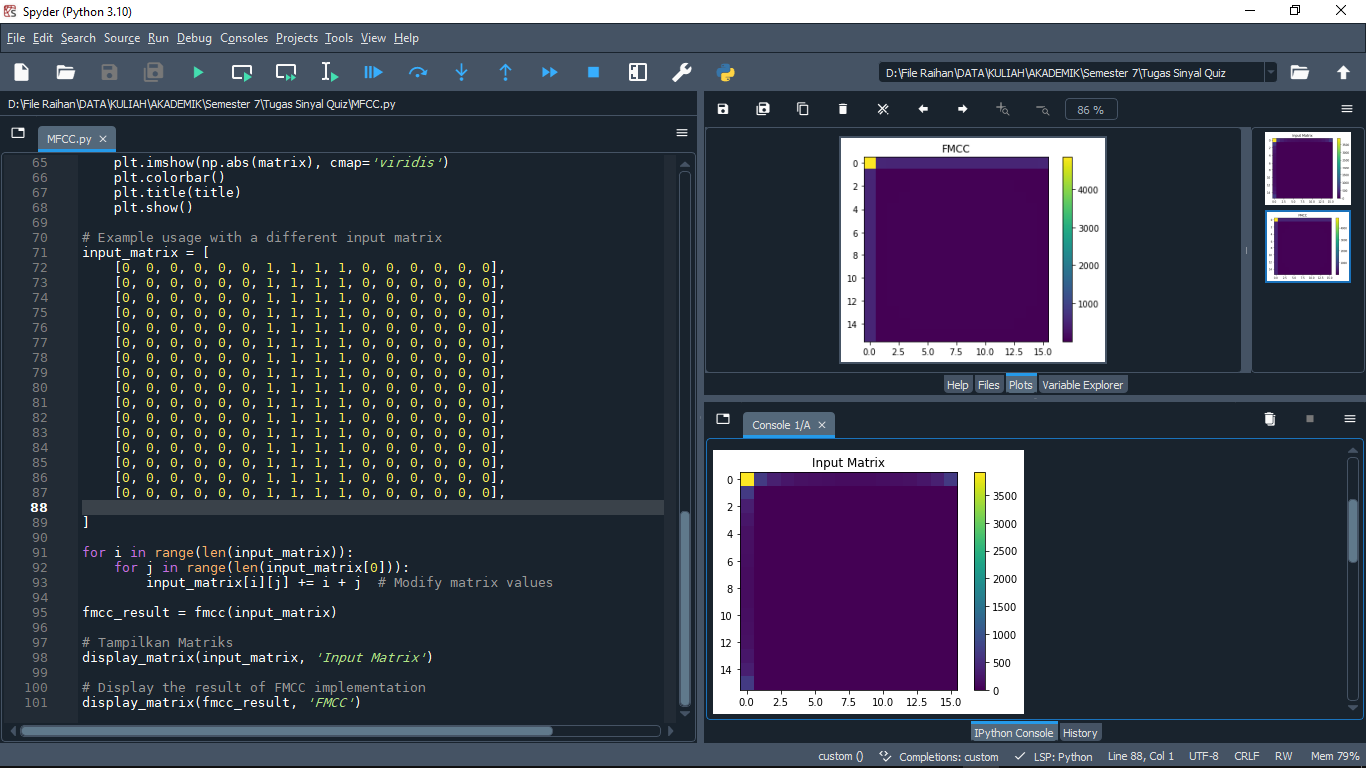 Spyder (Python 3.10)
File Edit Search Source Run Debug Consoles Projects Tools View Help
D:\File Raihan\DATA\KULIAH\AKADEMIK\Semester 7\Tugas Sinyal Quiz
D:\File Raihan\DATA\KULIAH\AKADEMIK\Semester 7\Tugas Sinyal Quiz\MFCC.py
MFCC.py
65 plt.imshow(np.abs(matrix), cmap='viridis')
66 plt.colorbar()
67 plt.title(title)
68 plt.show()
69
70 # Example usage with a different input matrix
71 input_matrix = [
72 [0, 0, 0, 0, 0, 0, 1, 1, 1, 1, 0, 0, 0, 0, 0, 0],
73 [0, 0, 0, 0, 0, 0, 1, 1, 1, 1, 0, 0, 0, 0, 0, 0],
74 [0, 0, 0, 0, 0, 0, 1, 1, 1, 1, 0, 0, 0, 0, 0, 0],
75 [0, 0, 0, 0, 0, 0, 1, 1, 1, 1, 0, 0, 0, 0, 0, 0],
76 [0, 0, 0, 0, 0, 0, 1, 1, 1, 1, 0, 0, 0, 0, 0, 0],
77 [0, 0, 0, 0, 0, 0, 1, 1, 1, 1, 0, 0, 0, 0, 0, 0],
78 [0, 0, 0, 0, 0, 0, 1, 1, 1, 1, 0, 0, 0, 0, 0, 0],
79 [0, 0, 0, 0, 0, 0, 1, 1, 1, 1, 0, 0, 0, 0, 0, 0],
80 [0, 0, 0, 0, 0, 0, 1, 1, 1, 1, 0, 0, 0, 0, 0, 0],
81 [0, 0, 0, 0, 0, 0, 1, 1, 1, 1, 0, 0, 0, 0, 0, 0],
82 [0, 0, 0, 0, 0, 0, 1, 1, 1, 1, 0, 0, 0, 0, 0, 0],
83 [0, 0, 0, 0, 0, 0, 1, 1, 1, 1, 0, 0, 0, 0, 0, 0],
84 [0, 0, 0, 0, 0, 0, 1, 1, 1, 1, 0, 0, 0, 0, 0, 0],
85 [0, 0, 0, 0, 0, 0, 1, 1, 1, 1, 0, 0, 0, 0, 0, 0],
86 [0, 0, 0, 0, 0, 0, 1, 1, 1, 1, 0, 0, 0, 0, 0, 0],
87 [0, 0, 0, 0, 0, 0, 1, 1, 1, 1, 0, 0, 0, 0, 0, 0],
88
89 ]
90
91 for i in range(len(input_matrix)):
92 for j in range(len(input_matrix[0])):
93 input_matrix[i][j] += i + j # Modify matrix values
94
95 fmcc_result = fmcc(input_matrix)
96
97 # Tampilkan Matriks
98 display_matrix(input_matrix, 'Input Matrix')
99
100 # Display the result of FMCC implementation
101 display_matrix(fmcc_result, 'FMCC')
86 %
FMCC
0
2
4
6
8
10
12
14
0.0 2.5 5.0 7.5 10.0 12.5 15.0
4000
3000
2000
1000
Input Matrix
FMCC
Help Files Plots Variable Explorer
Console 1/A
Input Matrix
0
2
4
6
8
10
12
14
0.0 2.5 5.0 7.5 10.0 12.5 15.0
3500
3000
2500
2000
1500
1000
500
0
IPython Console History
custom () Completions: custom LSP: Python Line 88, Col 1 UTF-8 CRLF RW Mem 79%